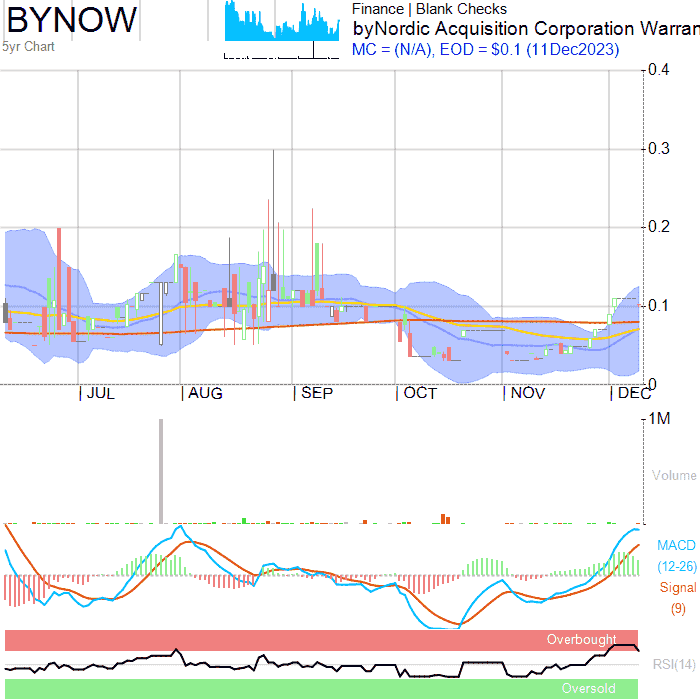 BYNOW
5yr Chart
Finance | Blank Checks
byNordic Acquisition Corporation Warran
MC = (N/A), EOD = $0.1 (11Dec2023)
0.4
0.3
0.2
0.1
0
JUL AUG SEP OCT NOV DEC
1M
Volume
MACD
(12-26)
Signal
(9)
Overbought
RSI(14)
Oversold